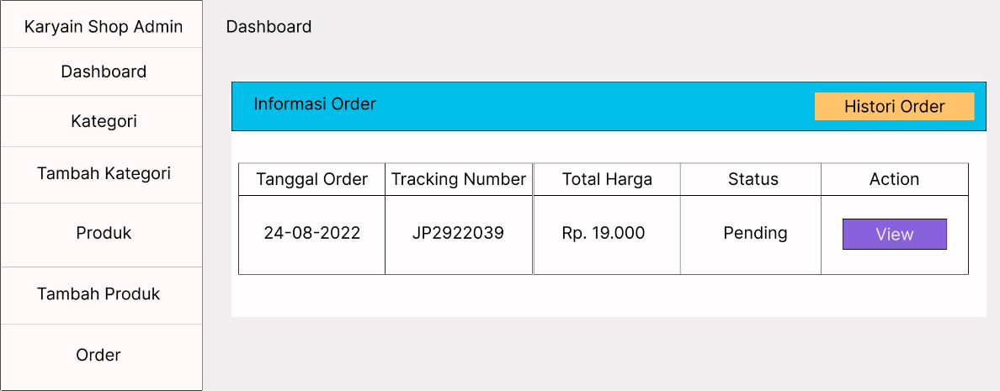 Karyain Shop Admin
Dashboard
Kategori
Tambah Kategori
Produk
Tambah Produk
Order
Dashboard
Informasi Order
Histori Order
Tanggal Order Tracking Number Total Harga Status Action
24-08-2022 JP2922039 Rp. 19.000 Pending View